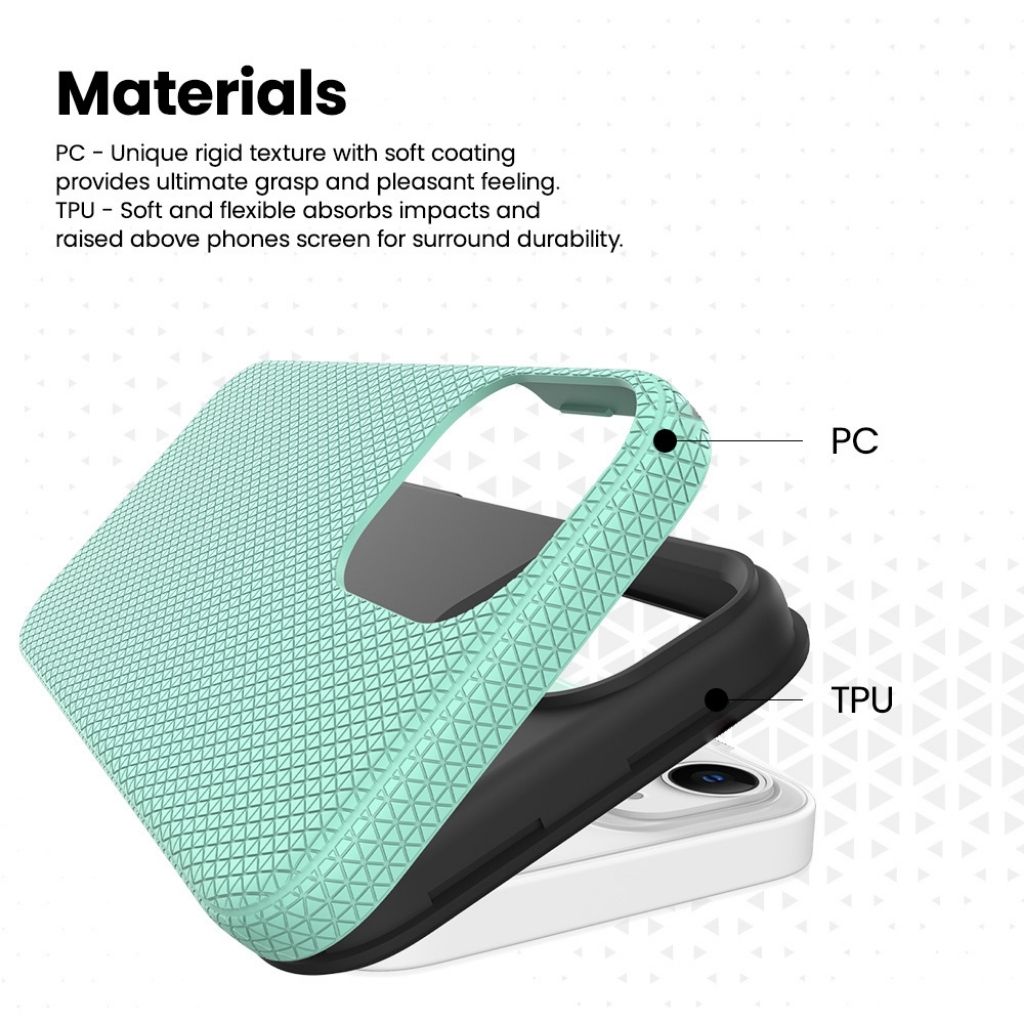 Materials
PC - Unique rigid texture with soft coating
provides ultimate grasp and pleasant feeling.
TPU - Soft and flexible absorbs impacts and
raised above phones screen for surround durability.
PC
TPU